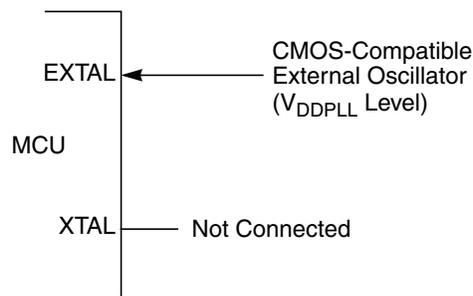 EXTAL
CMOS-Compatible
External Oscillator
(VDDPLL Level)
MCU
XTAL
Not Connected